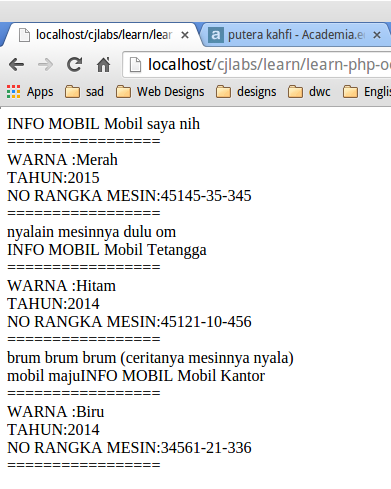 localhost/cjlabs/learn/lear
putera kahfi - Academia.e
localhost/cjlabs/learn/learn-php-o
Apps sad Web Designs designs dwc Englis
INFO MOBIL Mobil saya nih
=================
WARNA :Merah
TAHUN:2015
NO RANGKA MESIN:45145-35-345
=================
nyalain mesinnya dulu om
INFO MOBIL Mobil Tetangga
=================
WARNA :Hitam
TAHUN:2014
NO RANGKA MESIN:45121-10-456
=================
brum brum brum (ceritanya mesinnya nyala)
mobil majuINFO MOBIL Mobil Kantor
=================
WARNA :Biru
TAHUN:2014
NO RANGKA MESIN:34561-21-336
=================